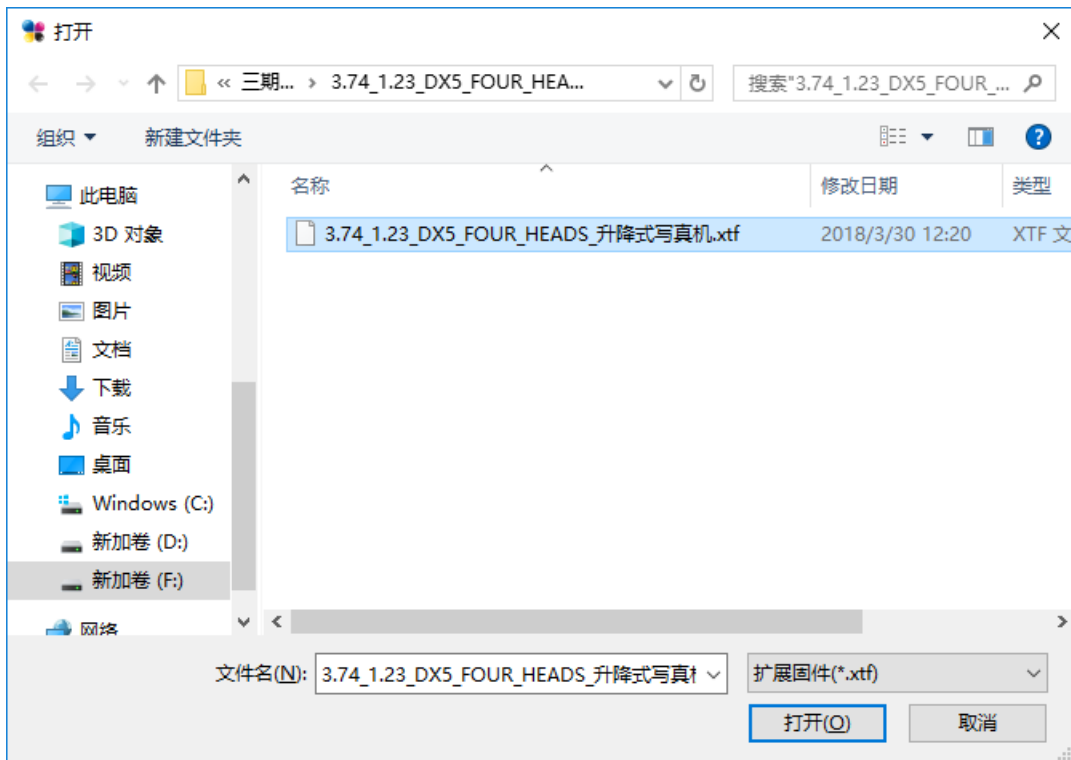 打开
« 三期... › 3.74_1.23_DX5_FOUR_HEA...
搜索"3.74_1.23_DX5_FOUR_...
组织
新建文件夹
名称 修改日期 类型
此电脑
3D 对象
3.74_1.23_DX5_FOUR_HEADS_升降式写真机.xtf 2018/3/30 12:20 XTF 文
视频
图片
文档
下载
音乐
桌面
Windows (C:)
新加卷 (D:)
新加卷 (F:)
网络
文件名(N): 3.74_1.23_DX5_FOUR_HEADS_升降式写真 扩展固件(*.xtf)
打开(O) 取消